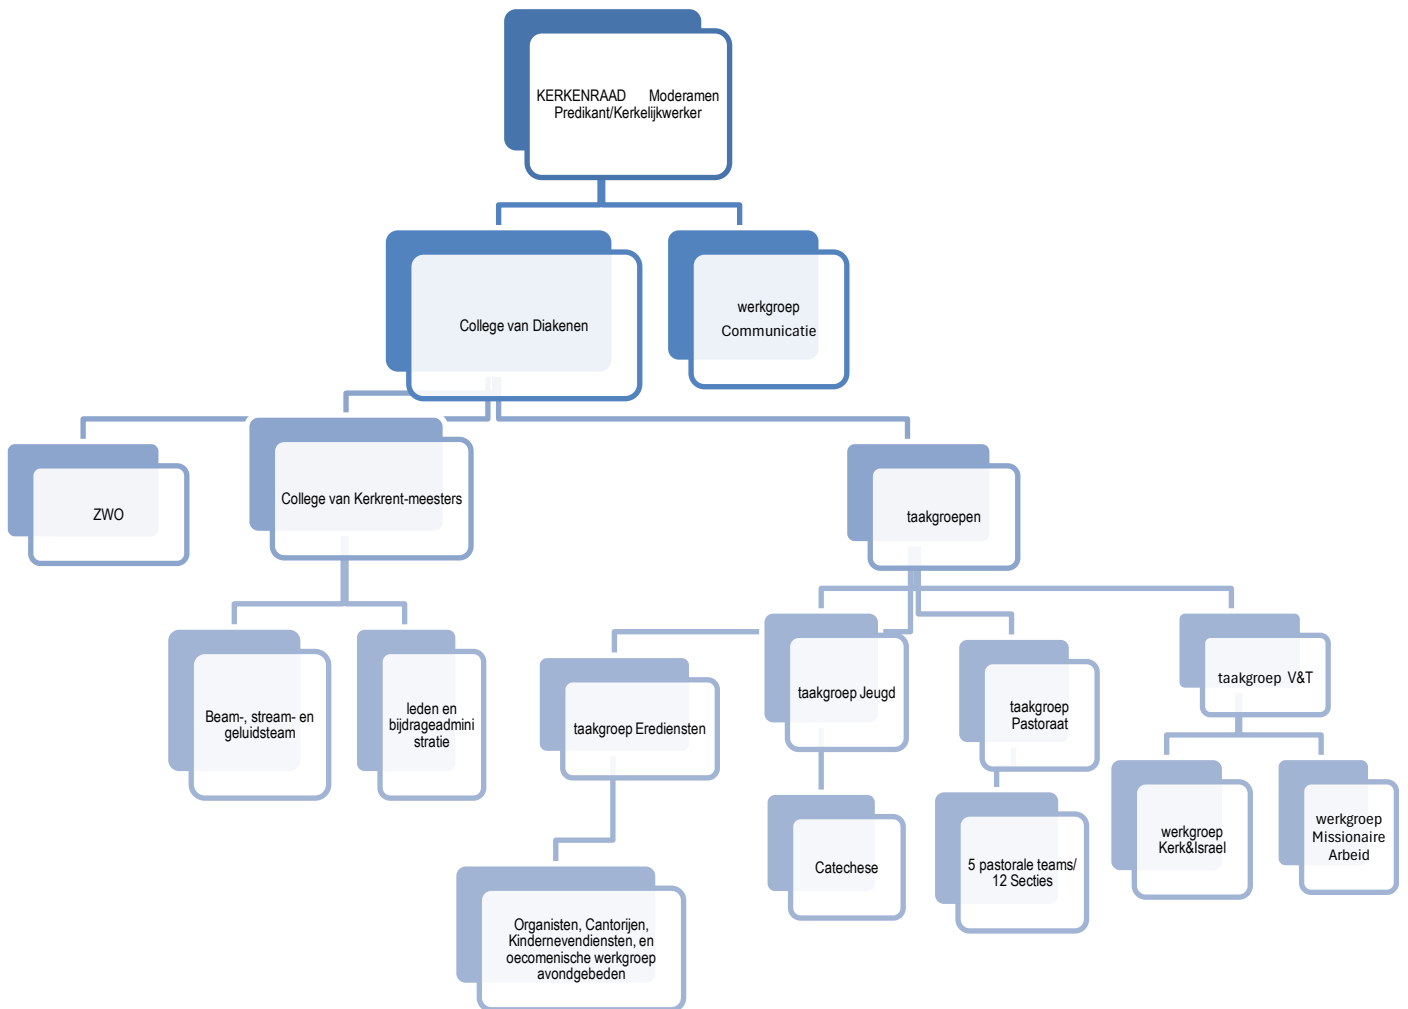 KERKENRAAD Moderamen
Predikant/Kerkelijkwerker
College van Diakenen
werkgroep
Communicatie
ZWO
College van Kerkrent-meesters
taakgroepen
Beam-, stream- en
geluidsteam
leden en
bijdrageadmini
stratie
taakgroep Erediensten
taakgroep Jeugd
taakgroep
Pastoraat
taakgroep V&T
Organisten, Cantorijen,
Kindernevendiensten, en
oecomenische werkgroep
avondgebeden
Catechese
5 pastorale teams/
12 Secties
werkgroep
Kerk&Israel
werkgroep
Missionaire
Arbeid